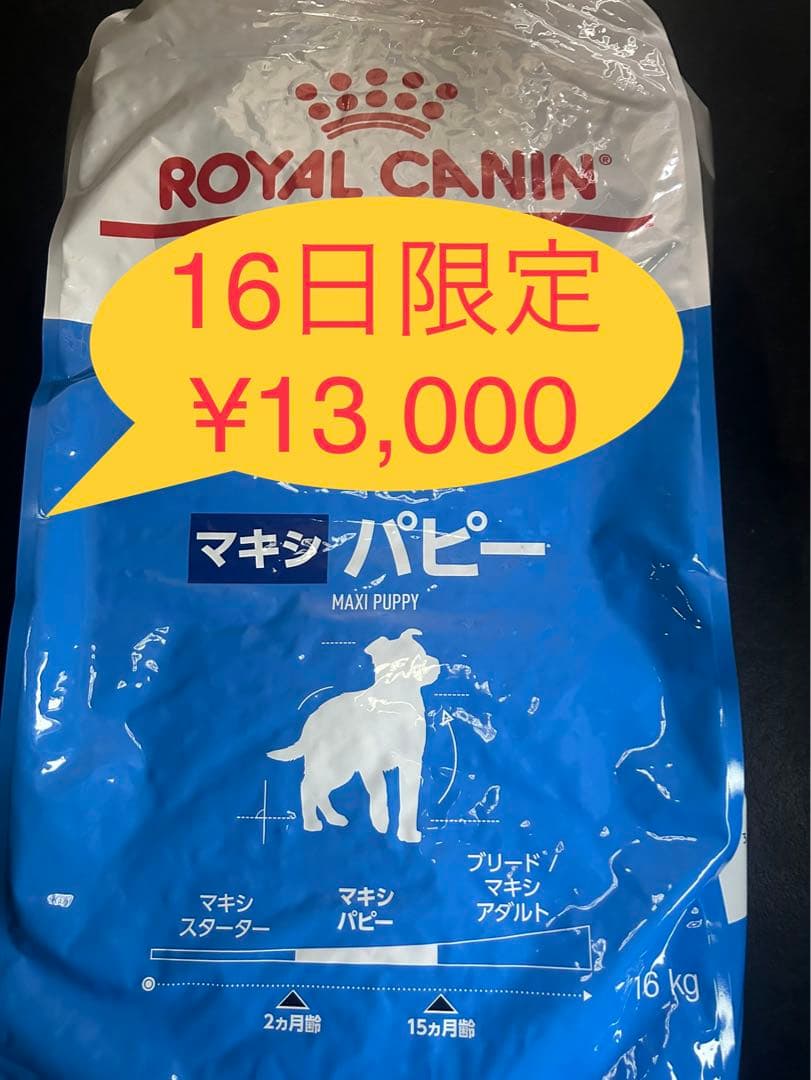 ROYAL CANIN®
16日限定
¥13,000
マキシ パピー
MAXI PUPPY
マキシ
スターター
マキシ
パピー
ブリード/
マキシ
アダルト
16 kg
2ヵ月齢
15ヵ月齢